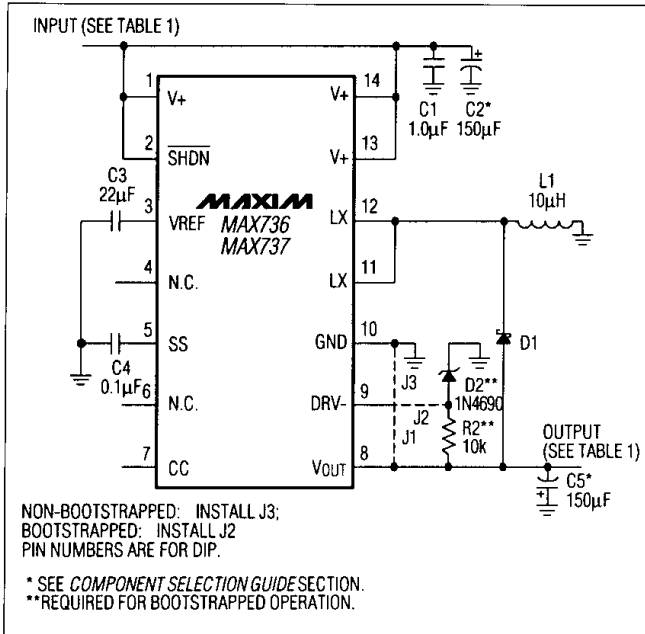 INPUT (SEE TABLE 1)
1
V+
14
V+
C1
1.0µF
C2*
150µF
+
2
SHDN
13
V+
C3
22µF
MAXIM
MAX736
MAX737
3
VREF
12
LX
L1
10µH
4
N.C.
11
LX
5
SS
10
GND
D1
C4
0.1µF
J3
D2**
1N4690
6
N.C.
9
DRV-
J2
J1
R2**
10k
7
CC
8
VOUT
OUTPUT
(SEE TABLE 1)
C5*
150µF
+
NON-BOOTSTRAPPED: INSTALL J3;
BOOTSTRAPPED: INSTALL J2
PIN NUMBERS ARE FOR DIP.
* SEE COMPONENT SELECTION GUIDE SECTION.
**REQUIRED FOR BOOTSTRAPPED OPERATION.